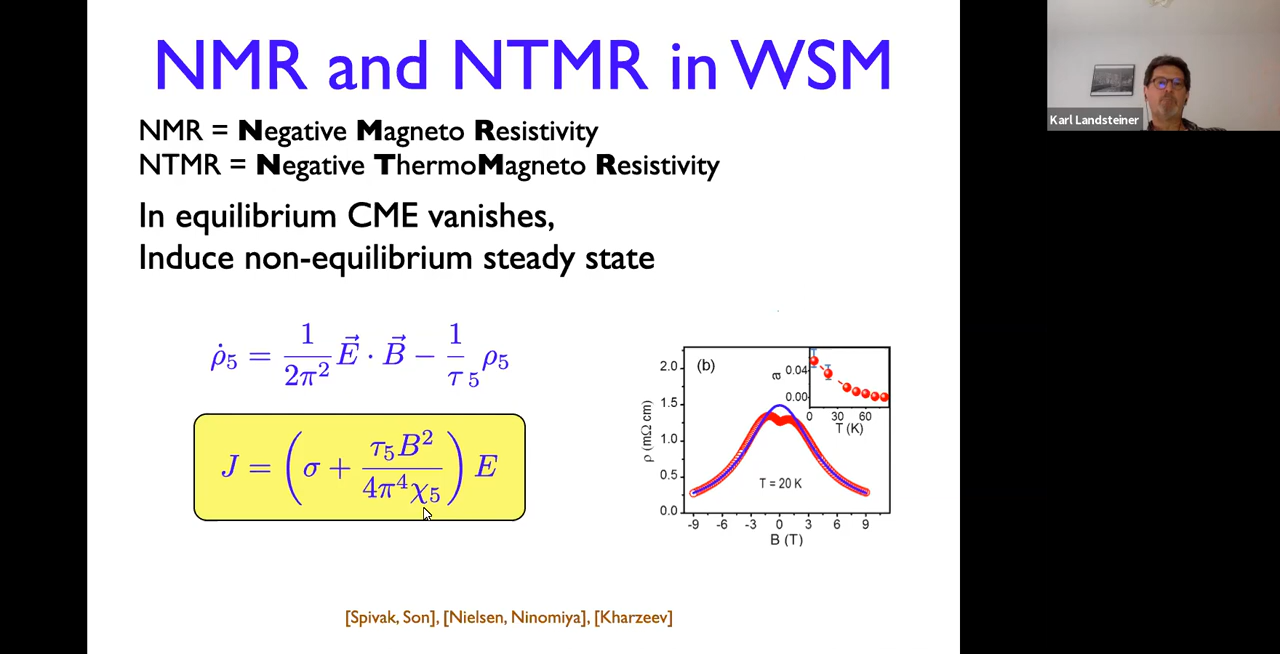 NMR and NTMR in WSM
NMR = Negative Magneto Resistivity
NTMR = Negative ThermoMagneto Resistivity
In equilibrium CME vanishes,
Induce non-equilibrium steady state
ρ̇₅ = 1/2π² E⃗ · B⃗ − 1/τ₅ ρ₅
J = (σ + τ₅B²/4π⁴χ₅) E
(b)
a
0.04
0.00
0 30 60
T (K)
2.0
1.5
1.0
0.5
0.0
ρ (mΩ cm)
T = 20 K
-9 -6 -3 0 3 6 9
B (T)
[Spivak, Son], [Nielsen, Ninomiya], [Kharzeev]
Karl Landsteiner